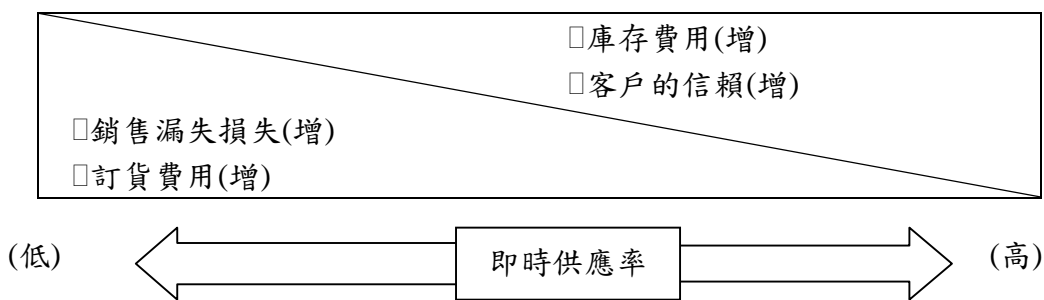 □庫存費用(增)
□客戶的信賴(增)
□銷售漏失損失(增)
□訂貨費用(增)
(低)
即時供應率
(高)